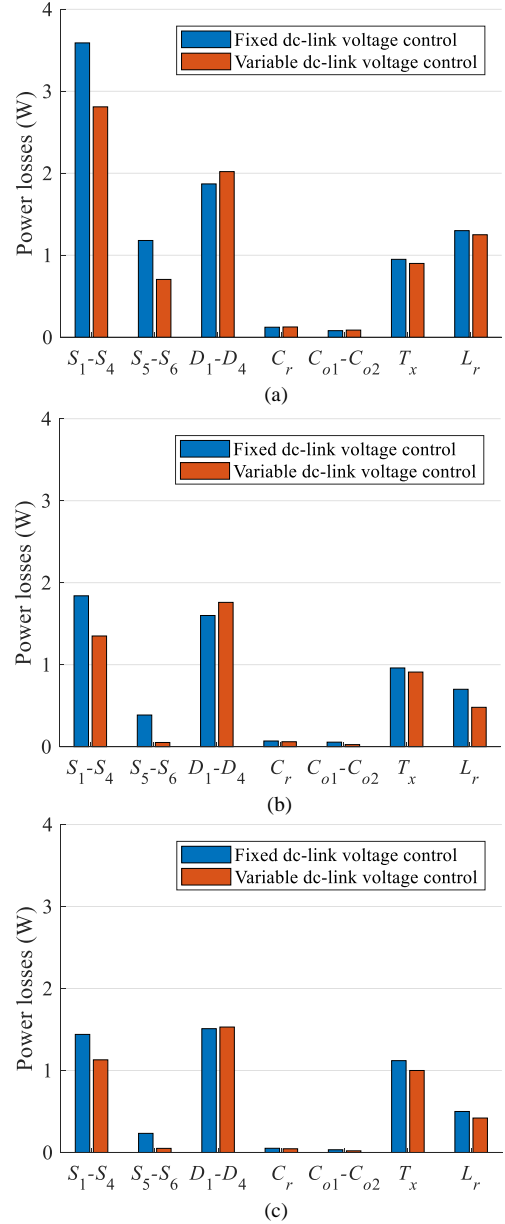 4
Fixed dc-link voltage control
Variable dc-link voltage control
3
2
1
0
Power losses (W)
S1-S4 S5-S6 D1-D4 Cr Co1-Co2 Tx Lr
(a)
4
Fixed dc-link voltage control
Variable dc-link voltage control
3
2
1
0
Power losses (W)
S1-S4 S5-S6 D1-D4 Cr Co1-Co2 Tx Lr
(b)
4
Fixed dc-link voltage control
Variable dc-link voltage control
3
2
1
0
Power losses (W)
S1-S4 S5-S6 D1-D4 Cr Co1-Co2 Tx Lr
(c)